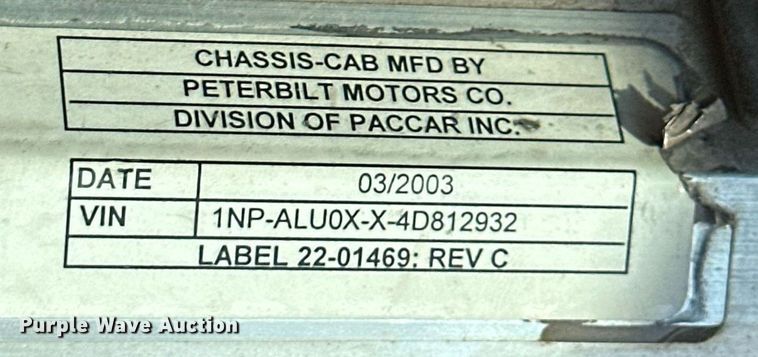 CHASSIS-CAB MFD BY
PETERBILT MOTORS CO.
DIVISION OF PACCAR INC.
DATE 03/2003
VIN 1NP-ALU0X-X-4D812932
LABEL 22-01469: REV C
Purple Wave Auction